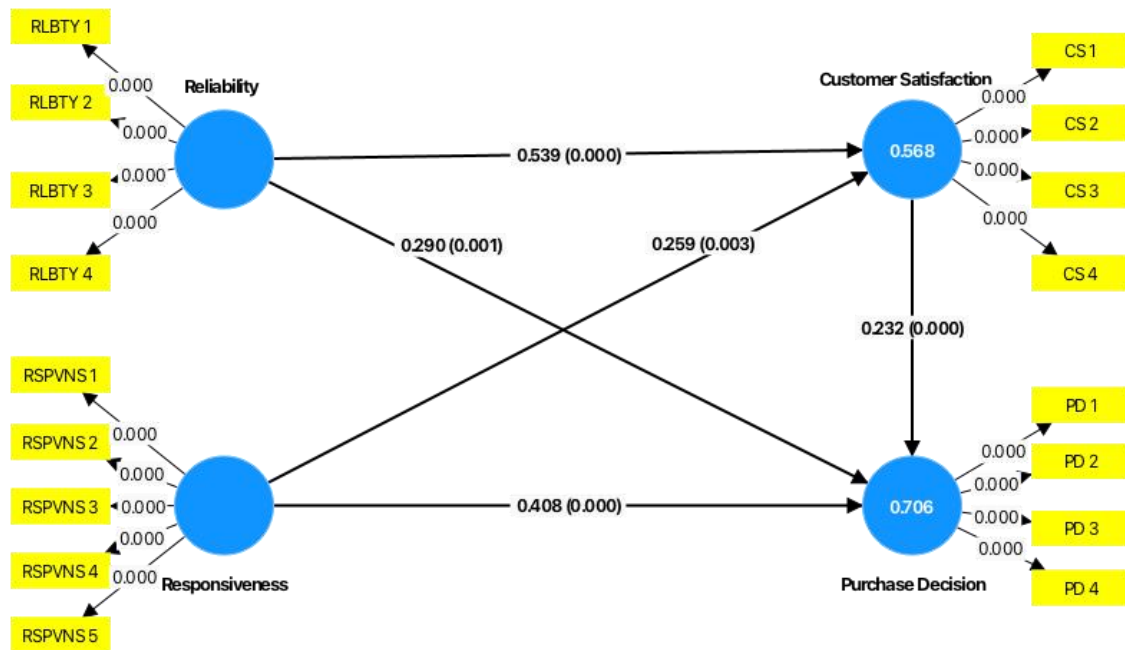 RLBTY 1
RLBTY 2
RLBTY 3
RLBTY 4
0.000
0.000
0.000
0.000
Reliability
Customer Satisfaction
0.568
0.000
0.000
0.000
0.000
CS 1
CS 2
CS 3
CS 4
0.539 (0.000)
0.290 (0.001)
0.259 (0.003)
0.232 (0.000)
RSPVNS 1
RSPVNS 2
RSPVNS 3
RSPVNS 4
RSPVNS 5
0.000
0.000
0.000
0.000
0.000
Responsiveness
0.408 (0.000)
0.706
Purchase Decision
0.000
0.000
0.000
0.000
PD 1
PD 2
PD 3
PD 4